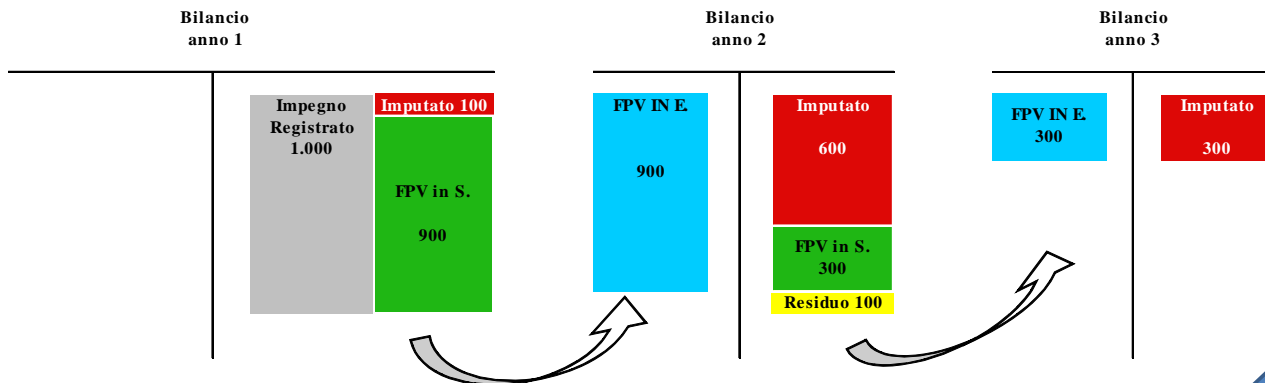 Bilancio
anno 1
Bilancio
anno 2
Bilancio
anno 3
Impegno
Registrato
1.000
Imputato 100
FPV in S.
900
FPV IN E.
900
Imputato
600
FPV in S.
300
Residuo 100
FPV IN E.
300
Imputato
300